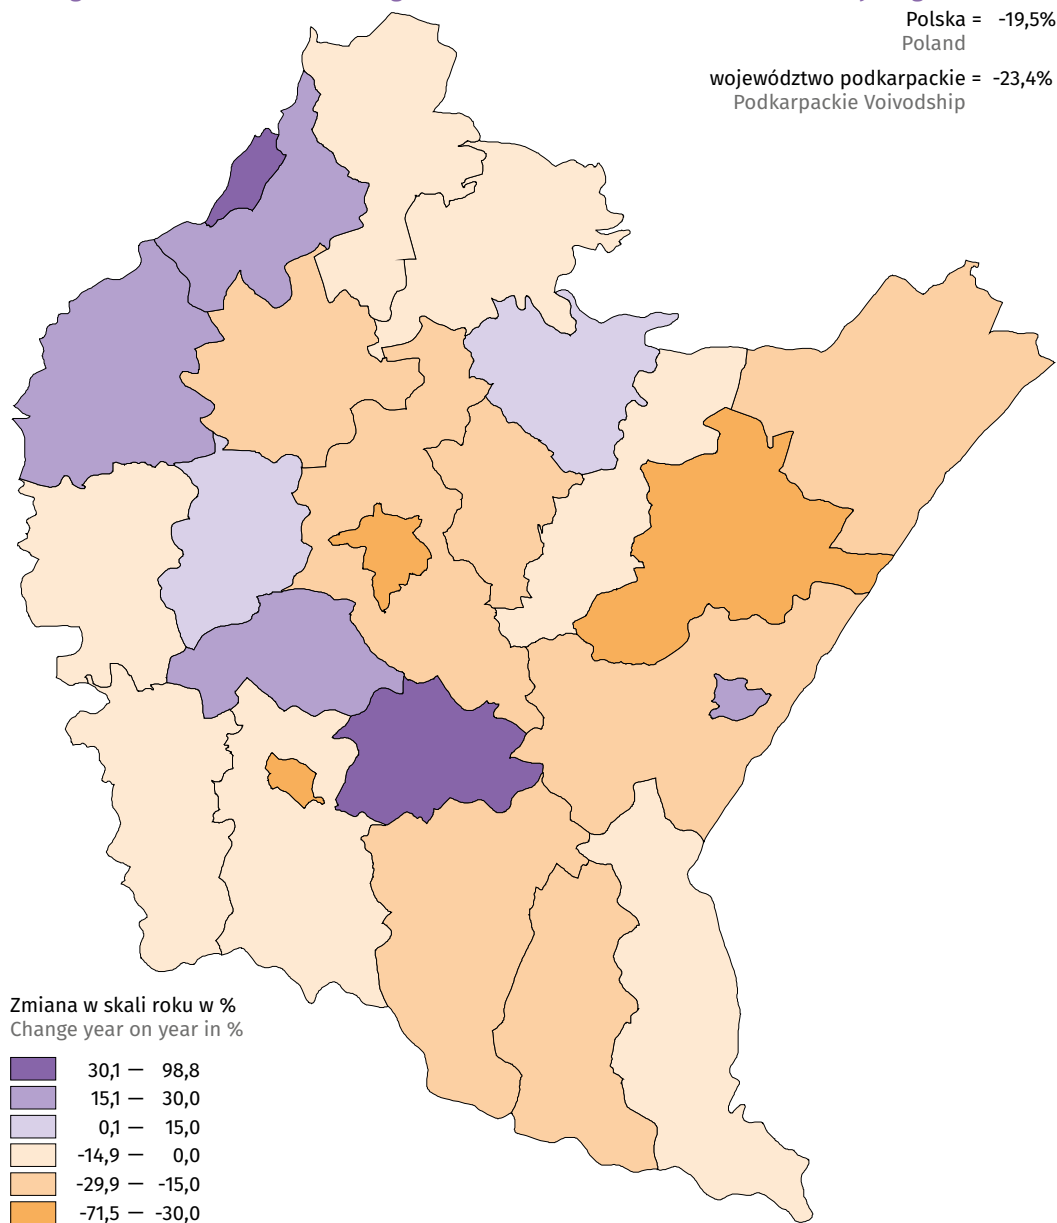 Polska = -19,5%
Poland
województwo podkarpackie = -23,4%
Podkarpackie Voivodship
Zmiana w skali roku w %
Change year on year in %
30,1 — 98,8
15,1 — 30,0
0,1 — 15,0
-14,9 — 0,0
-29,9 — -15,0
-71,5 — -30,0